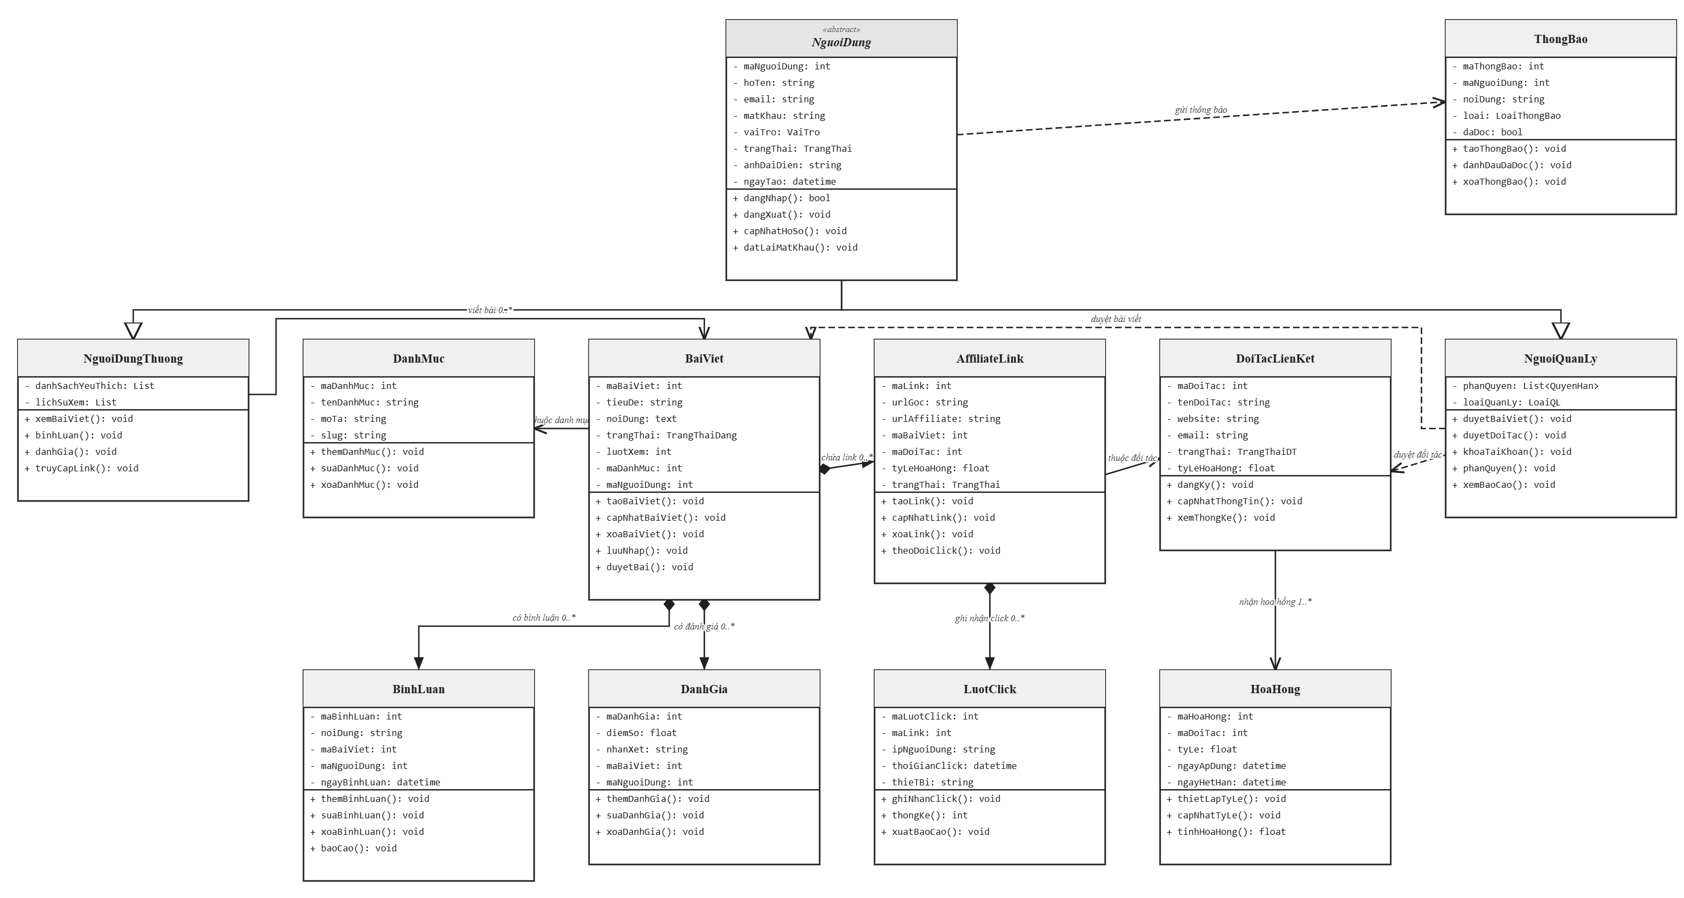 «abstract»
NguoiDung
- maNguoiDung: int
- hoTen: string
- email: string
- matKhau: string
- vaiTro: VaiTro
- trangThai: TrangThai
- anhDaiDien: string
- ngayTao: datetime
+ dangNhap(): bool
+ dangXuat(): void
+ capNhatHoSo(): void
+ datLaiMatKhau(): void
gửi thông báo
ThongBao
- maThongBao: int
- maNguoiDung: int
- noiDung: string
- loai: LoaiThongBao
- daDoc: bool
+ taoThongBao(): void
+ danhDauDaDoc(): void
+ xoaThongBao(): void
viết bài 0..*
duyệt bài viết
NguoiDungThuong
- danhSachYeuThich: List
- lichSuXem: List
+ xemBaiViet(): void
+ binhLuan(): void
+ danhGia(): void
+ truyCapLink(): void
DanhMuc
- maDanhMuc: int
- tenDanhMuc: string
- moTa: string
- slug: string
+ themDanhMuc(): void
+ suaDanhMuc(): void
+ xoaDanhMuc(): void
huộc danh mụ
BaiViet
- maBaiViet: int
- tieuDe: string
- noiDung: text
- trangThai: TrangThaiDang
- luotXem: int
- maDanhMuc: int
- maNguoiDung: int
+ taoBaiViet(): void
+ capNhatBaiViet(): void
+ xoaBaiViet(): void
+ luuNhap(): void
+ duyetBai(): void
chứa link 0..*
AffiliateLink
- maLink: int
- urlGoc: string
- urlAffiliate: string
- maBaiViet: int
- maDoiTac: int
- tyLeHoaHong: float
- trangThai: TrangThai
+ taoLink(): void
+ capNhatLink(): void
+ xoaLink(): void
+ theoDoiClick(): void
thuộc đối tác
DoiTacLienKet
- maDoiTac: int
- tenDoiTac: string
- website: string
- email: string
- trangThai: TrangThaiDT
- tyLeHoaHong: float
+ dangKy(): void
+ capNhatThongTin(): void
+ xemThongKe(): void
duyệt đối tác
NguoiQuanLy
- phanQuyen: List<QuyenHan>
- loaiQuanLy: LoaiQL
+ duyetBaiViet(): void
+ duyetDoiTac(): void
+ khoaTaiKhoan(): void
+ phanQuyen(): void
+ xemBaoCao(): void
có bình luận 0..*
có đánh giá 0..*
ghi nhận click 0..*
nhận hoa hồng 1..*
BinhLuan
- maBinhLuan: int
- noiDung: string
- maBaiViet: int
- maNguoiDung: int
- ngayBinhLuan: datetime
+ themBinhLuan(): void
+ suaBinhLuan(): void
+ xoaBinhLuan(): void
+ baoCao(): void
DanhGia
- maDanhGia: int
- diemSo: float
- nhanXet: string
- maBaiViet: int
- maNguoiDung: int
+ themDanhGia(): void
+ suaDanhGia(): void
+ xoaDanhGia(): void
LuotClick
- maLuotClick: int
- maLink: int
- ipNguoiDung: string
- thoiGianClick: datetime
- thieTBi: string
+ ghiNhanClick(): void
+ thongKe(): int
+ xuatBaoCao(): void
HoaHong
- maHoaHong: int
- maDoiTac: int
- tyLe: float
- ngayApDung: datetime
- ngayHetHan: datetime
+ thietLapTyLe(): void
+ capNhatTyLe(): void
+ tinhHoaHong(): float